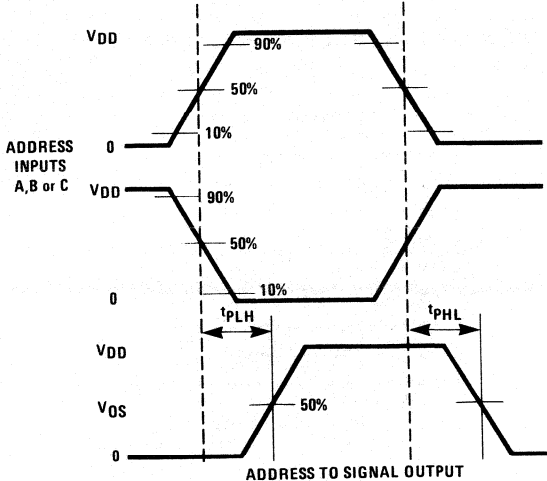 VDD
90%
50%
10%
ADDRESS
INPUTS
A,B or C
0
VDD
90%
50%
10%
0
tPLH
tPHL
VDD
VOS
50%
0
ADDRESS TO SIGNAL OUTPUT